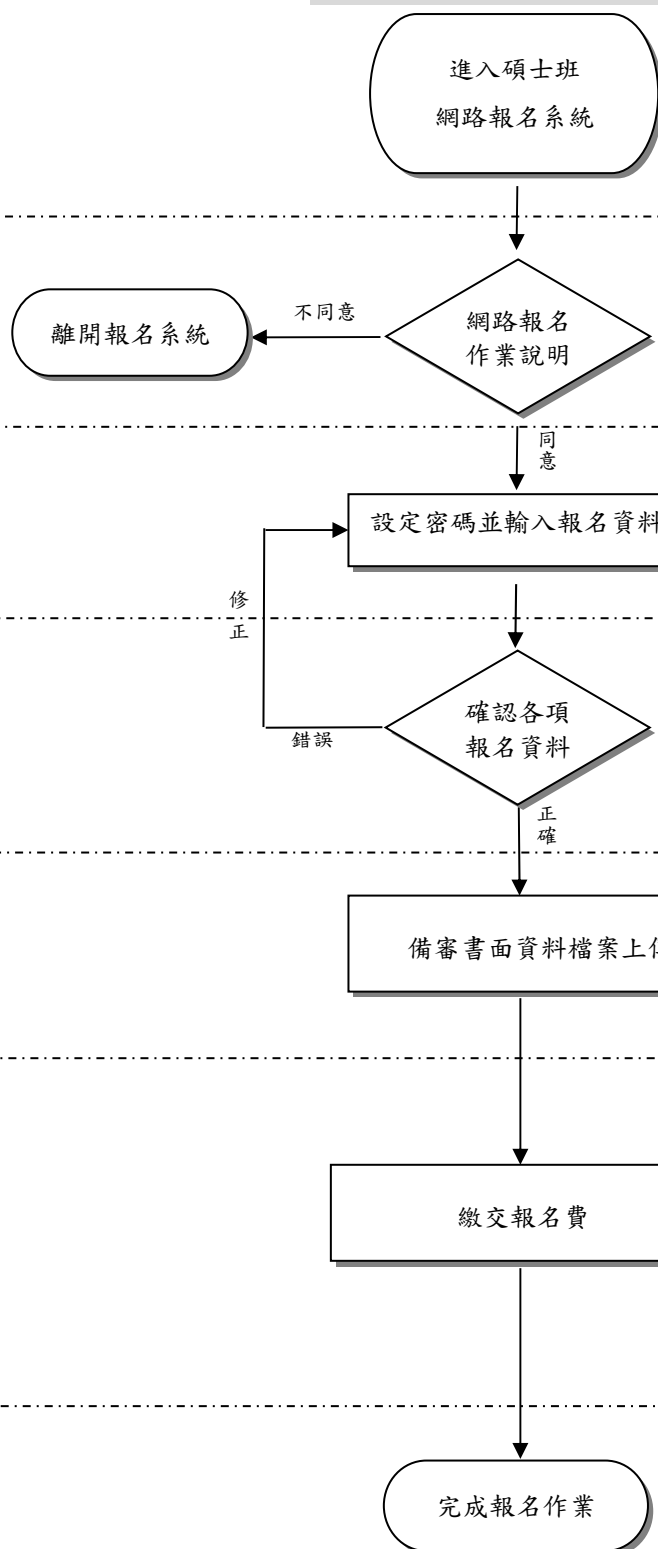 進入碩士班
網路報名系統
不同意
離開報名系統
網路報名
作業說明
同
意
設定密碼並輸入報名資料
修
正
確認各項
報名資料
錯誤
正
確
備審書面資料檔案上
繳交報名費
完成報名作業